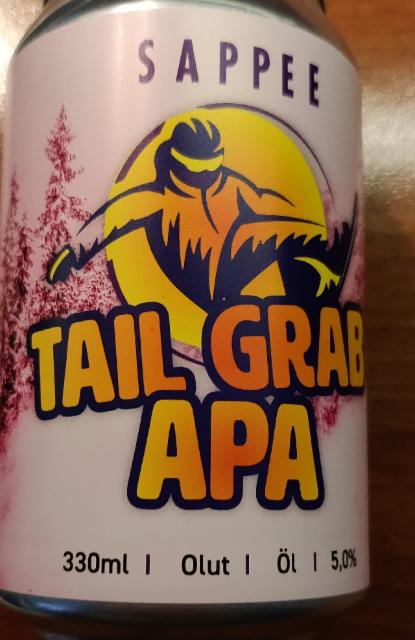 SAPPEE
TAIL GRAB
APA
330ml | Olut | Öl | 5,0%